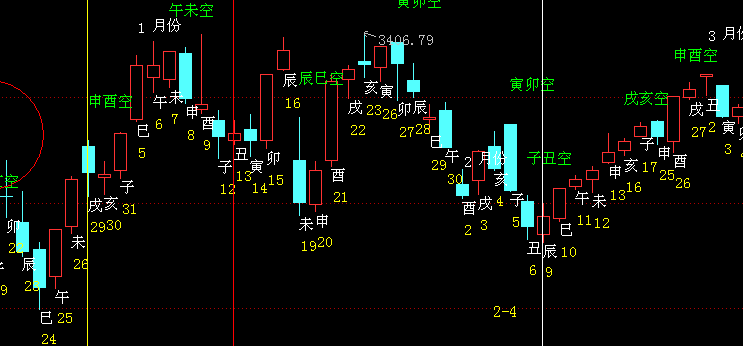 午未空
寅卯空
1 月份
3 月份
3406.79
申酉空
辰巳空
申酉空
寅卯空
戌亥空
申酉空
子丑空
2 月份
卯
辰
巳
24
午
25
未
26
戌
29
亥
30
子
31
巳
5
午
6
未
7
申
8
酉
9
子
12
丑
13
寅
14
卯
15
辰
16
未
19
申
20
21
戌
22
亥
23
寅
26
卯
27
辰
28
巳
29
午
30
酉
2
戌
3
亥
4
子
5
丑
6
辰
9
巳
10
午
11
未
12
申
13
寅
16
子
17
申
25
酉
26
戌
27
丑
2
寅
3
2-4